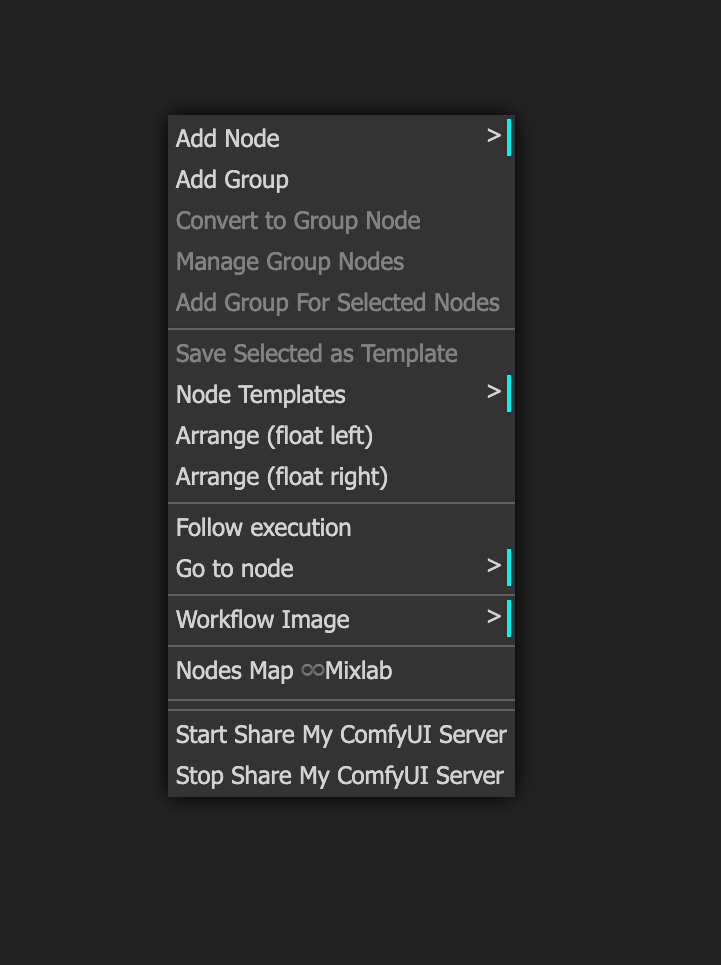 Add Node >
Add Group
Convert to Group Node
Manage Group Nodes
Add Group For Selected Nodes
Save Selected as Template
Node Templates >
Arrange (float left)
Arrange (float right)
Follow execution
Go to node >
Workflow Image >
Nodes Map ♾️Mixlab
Start Share My ComfyUI Server
Stop Share My ComfyUI Server